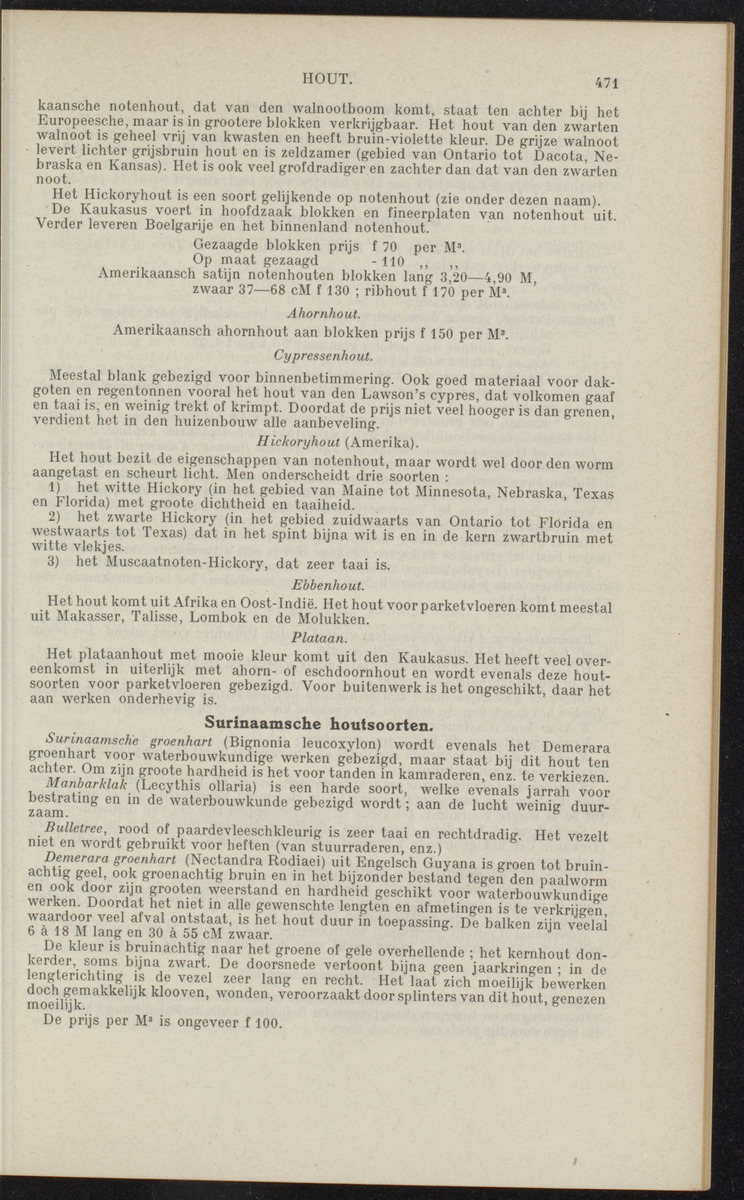 HOUT. 471
kaansche notenhout, dat van den walnootboom komt, staat ten achter bij het
Europeesche, maar is in grootere blokken verkrijgbaar. Het hout van den zwarten
walnoot is geheel vrij van kwasten en heeft bruin-violette kleur. De grijze walnoot
levert lichter grijsbruin hout en is zeldzamer (gebied van Ontario tot Dacota, Ne-
braska en Kansas). Het is ook veel grofdradiger en zachter dan dat van den zwarten
noot.
Het Hickoryhout is een soort gelijkende op notenhout (zie onder dezen naam).
De Kaukasus voert in hoofdzaak blokken en fineerplaten van notenhout uit.
Verder leveren Boelgarije en het binnenland notenhout.
Gezaagde blokken prijs f 70 per M³.
Op maat gezaagd - 110 „ „
Amerikaansch satijn notenhouten blokken lang 3,20—4,90 M,
zwaar 37—68 cM f 130 ; ribhout f 170 per M³.
Ahornhout.
Amerikaansch ahornhout aan blokken prijs f 150 per M³.
Cypressenhout.
Meestal blank gebezigd voor binnenbetimmering. Ook goed materiaal voor dak-
goten en regentonnen vooral het hout van den Lawson's cypres, dat volkomen gaaf
en taai is, en weinig trekt of krimpt. Doordat de prijs niet veel hooger is dan grenen,
verdient het in den huizenbouw alle aanbeveling.
Hickoryhout (Amerika).
Het hout bezit de eigenschappen van notenhout, maar wordt wel door den worm
aangetast en scheurt licht. Men onderscheidt drie soorten :
1) het witte Hickory (in het gebied van Maine tot Minnesota, Nebraska, Texas
en Florida) met groote dichtheid en taaiheid.
2) het zwarte Hickory (in het gebied zuidwaarts van Ontario tot Florida en
westwaarts tot Texas) dat in het spint bijna wit is en in de kern zwartbruin met
witte vlekjes.
3) het Muscaatnoten-Hickory, dat zeer taai is.
Ebbenhout.
Het hout komt uit Afrika en Oost-Indië. Het hout voor parketvloeren komt meestal
uit Makasser, Talisse, Lombok en de Molukken.
Plataan.
Het plataanhout met mooie kleur komt uit den Kaukasus. Het heeft veel over-
eenkomst in uiterlijk met ahorn- of eschdoornhout en wordt evenals deze hout-
soorten voor parketvloeren gebezigd. Voor buitenwerk is het ongeschikt, daar het
aan werken onderhevig is.
Surinaamsche houtsoorten.
Surinaamsche groenhart (Bignonia leucoxylon) wordt evenals het Demerara
groenhart voor waterbouwkundige werken gebezigd, maar staat bij dit hout ten
achter. Om zijn groote hardheid is het voor tanden in kamraderen, enz. te verkiezen.
Manbarklak (Lecythis ollaria) is een harde soort, welke evenals jarrah voor
bestrating en in de waterbouwkunde gebezigd wordt ; aan de lucht weinig duur-
zaam.
Bulletree, rood of paardevleeschkleurig is zeer taai en rechtdradig. Het vezelt
niet en wordt gebruikt voor heften (van stuurraderen, enz.)
Demerara groenhart (Nectandra Rodiaei) uit Engelsch Guyana is groen tot bruin-
achtig geel, ook groenachtig bruin en in het bijzonder bestand tegen den paalworm
en ook door zijn grooten weerstand en hardheid geschikt voor waterbouwkundige
werken. Doordat het niet in alle gewenschte lengten en afmetingen is te verkrijgen,
waardoor veel afval ontstaat, is het hout duur in toepassing. De balken zijn veelal
6 à 18 M lang en 30 à 55 cM zwaar.
De kleur is bruinachtig naar het groene of gele overhellende ; het kernhout don-
kerder, soms bijna zwart. De doorsnede vertoont bijna geen jaarkringen ; in de
lengterichting is de vezel zeer lang en recht. Het laat zich moeilijk bewerken
doch gemakkelijk klooven, wonden, veroorzaakt door splinters van dit hout, genezen
moeilijk.
De prijs per M³ is ongeveer f 100.